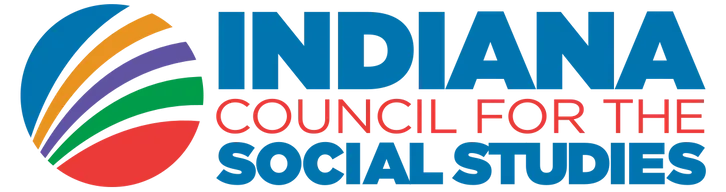 INDIANA
COUNCIL FOR THE
SOCIAL STUDIES